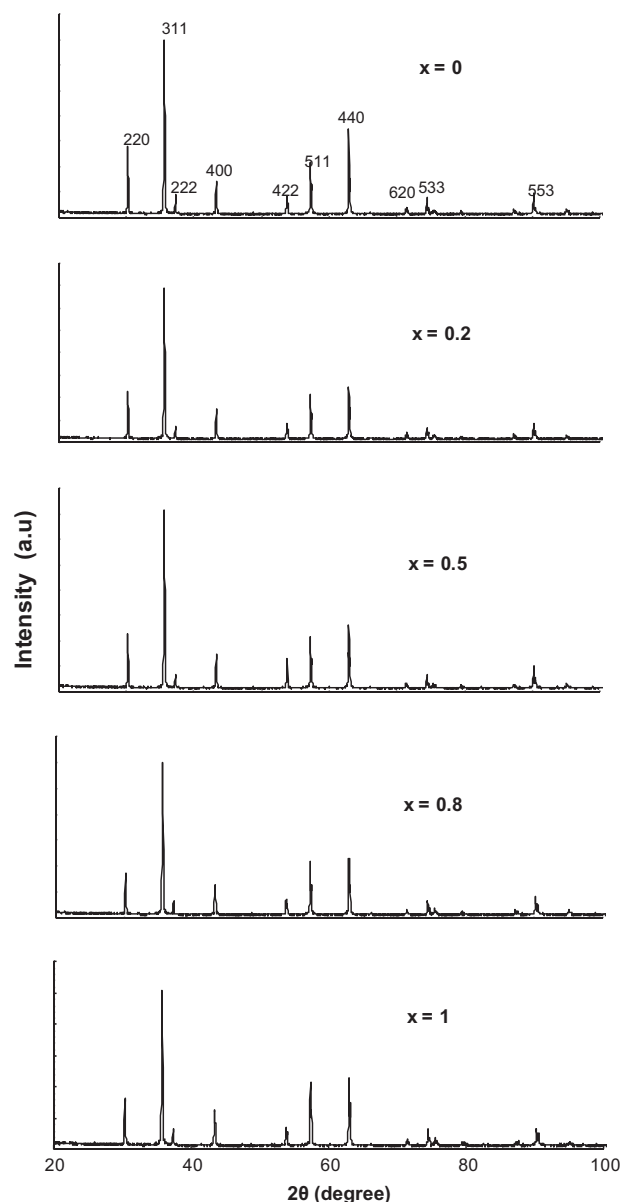 311
x = 0
440
220
511
400
222
422
620
533
553
x = 0.2
x = 0.5
Intensity (a.u)
x = 0.8
x = 1
20 40 60 80 100
2θ (degree)